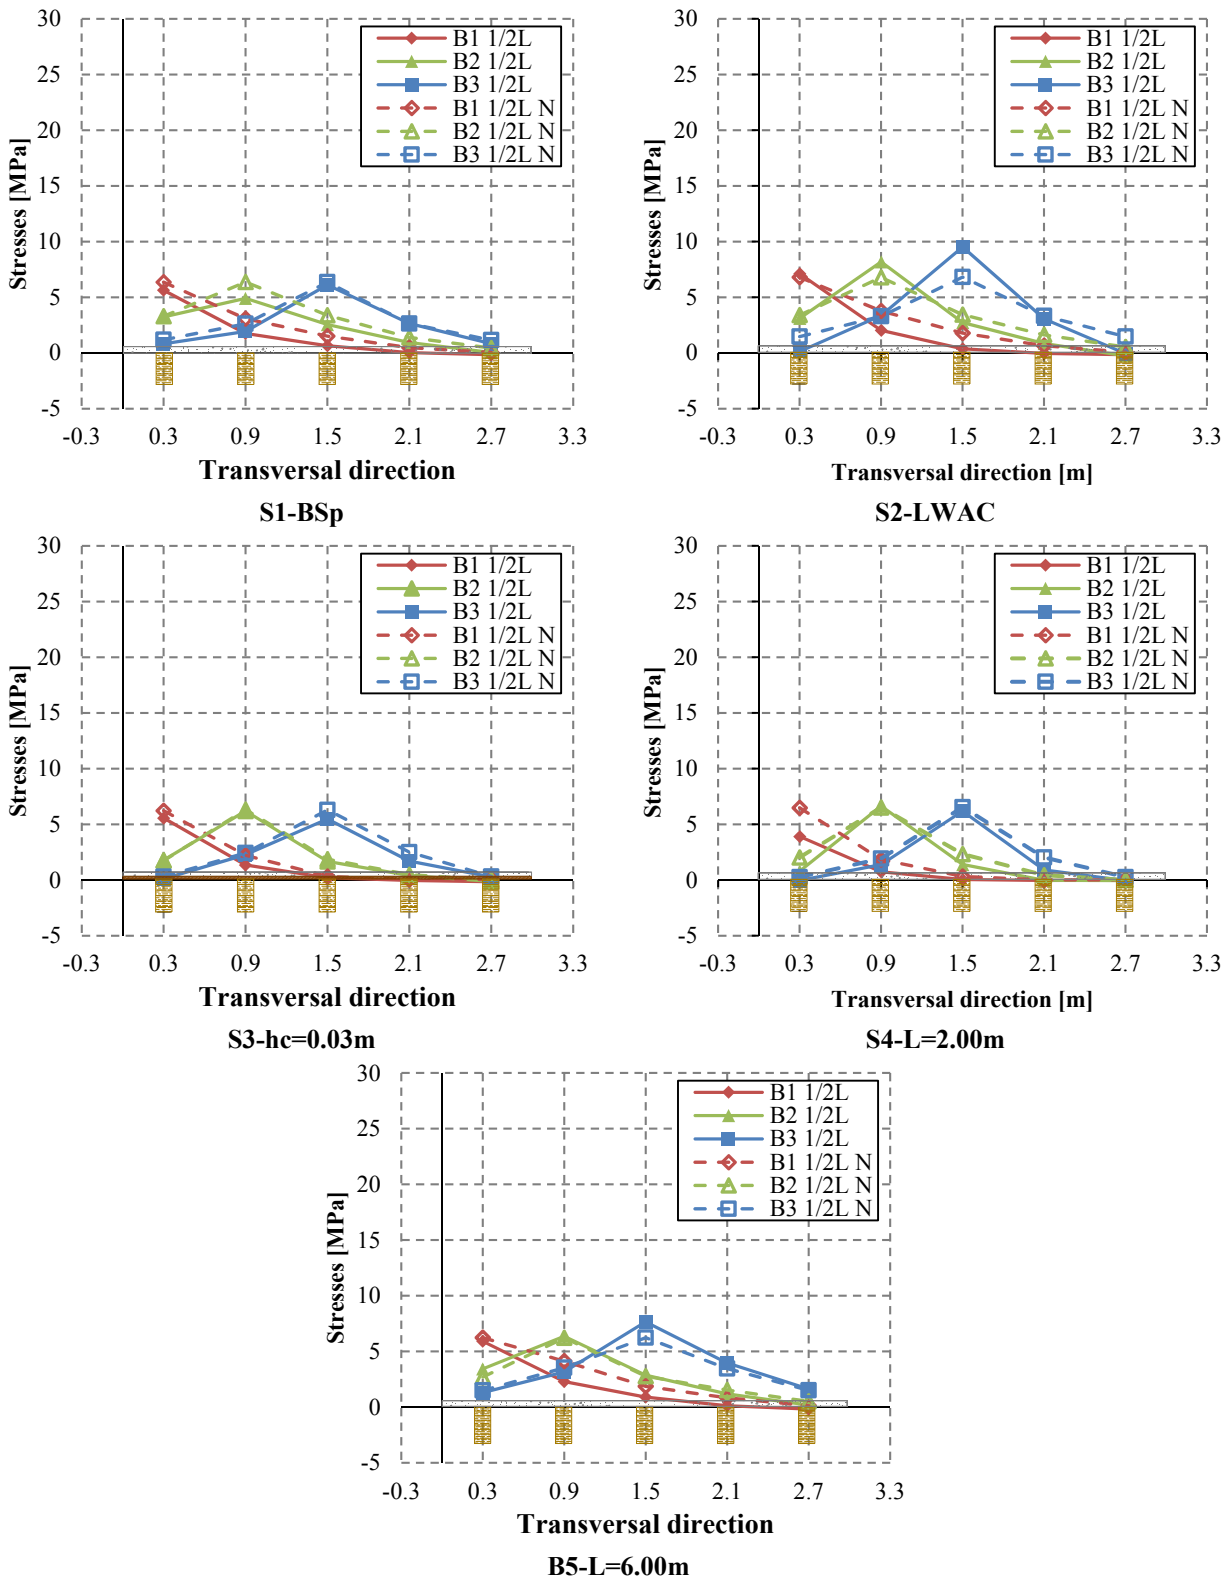 30
25
20
15
10
5
0
-5
Stresses [MPa]
B1 1/2L
B2 1/2L
B3 1/2L
B1 1/2L N
B2 1/2L N
B3 1/2L N
-0.3 0.3 0.9 1.5 2.1 2.7 3.3
Transversal direction
S1-BSp
30
25
20
15
10
5
0
-5
Stresses [MPa]
B1 1/2L
B2 1/2L
B3 1/2L
B1 1/2L N
B2 1/2L N
B3 1/2L N
-0.3 0.3 0.9 1.5 2.1 2.7 3.3
Transversal direction [m]
S2-LWAC
30
25
20
15
10
5
0
-5
Stresses [MPa]
B1 1/2L
B2 1/2L
B3 1/2L
B1 1/2L N
B2 1/2L N
B3 1/2L N
-0.3 0.3 0.9 1.5 2.1 2.7 3.3
Transversal direction
S3-hc=0.03m
30
25
20
15
10
5
0
-5
Stresses [MPa]
B1 1/2L
B2 1/2L
B3 1/2L
B1 1/2L N
B2 1/2L N
B3 1/2L N
-0.3 0.3 0.9 1.5 2.1 2.7 3.3
Transversal direction [m]
S4-L=2.00m
30
25
20
15
10
5
0
-5
Stresses [MPa]
B1 1/2L
B2 1/2L
B3 1/2L
B1 1/2L N
B2 1/2L N
B3 1/2L N
-0.3 0.3 0.9 1.5 2.1 2.7 3.3
Transversal direction
B5-L=6.00m